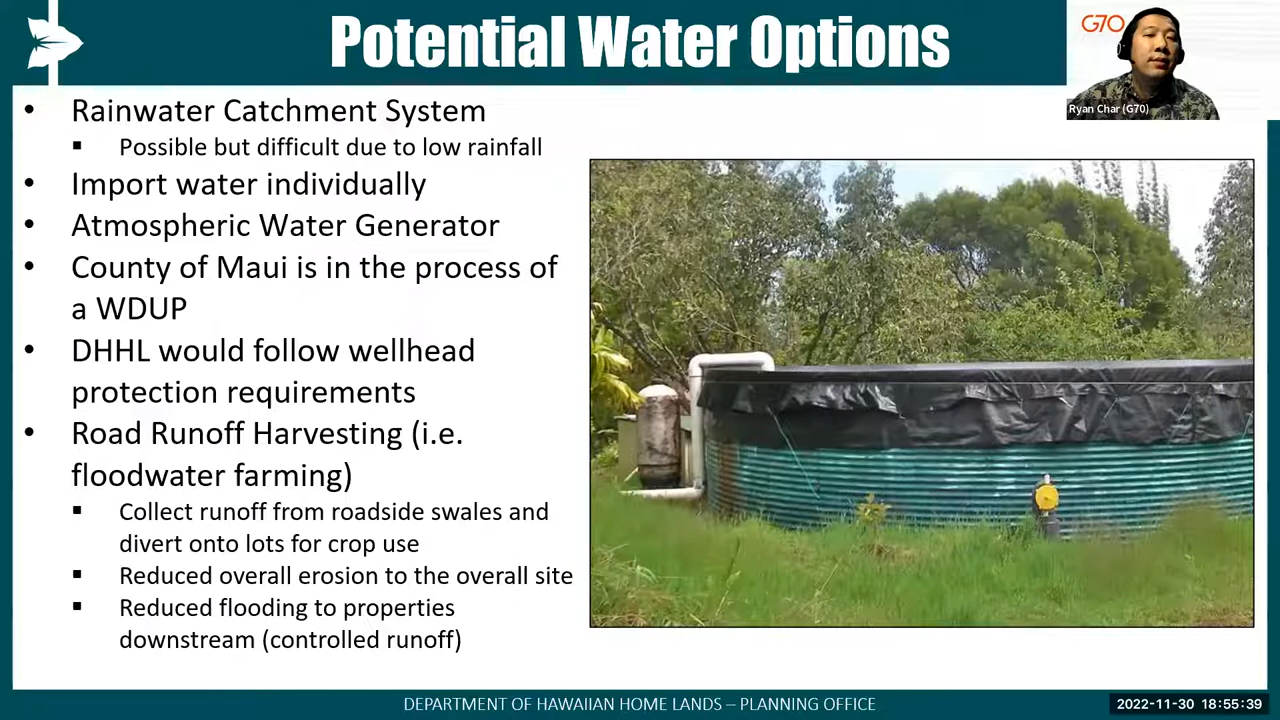 Potential Water Options
G70
Ryan Char (G70)
• Rainwater Catchment System
▪ Possible but difficult due to low rainfall
• Import water individually
• Atmospheric Water Generator
• County of Maui is in the process of
a WDUP
• DHHL would follow wellhead
protection requirements
• Road Runoff Harvesting (i.e.
floodwater farming)
▪ Collect runoff from roadside swales and
divert onto lots for crop use
▪ Reduced overall erosion to the overall site
▪ Reduced flooding to properties
downstream (controlled runoff)
DEPARTMENT OF HAWAIIAN HOME LANDS – PLANNING OFFICE
2022-11-30 18:55:39